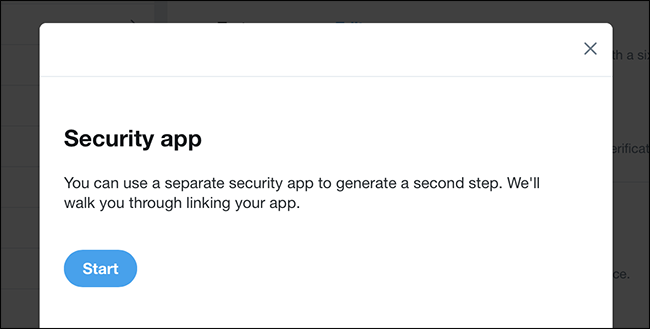 Security app
You can use a separate security app to generate a second step. We'll
walk you through linking your app.
Start